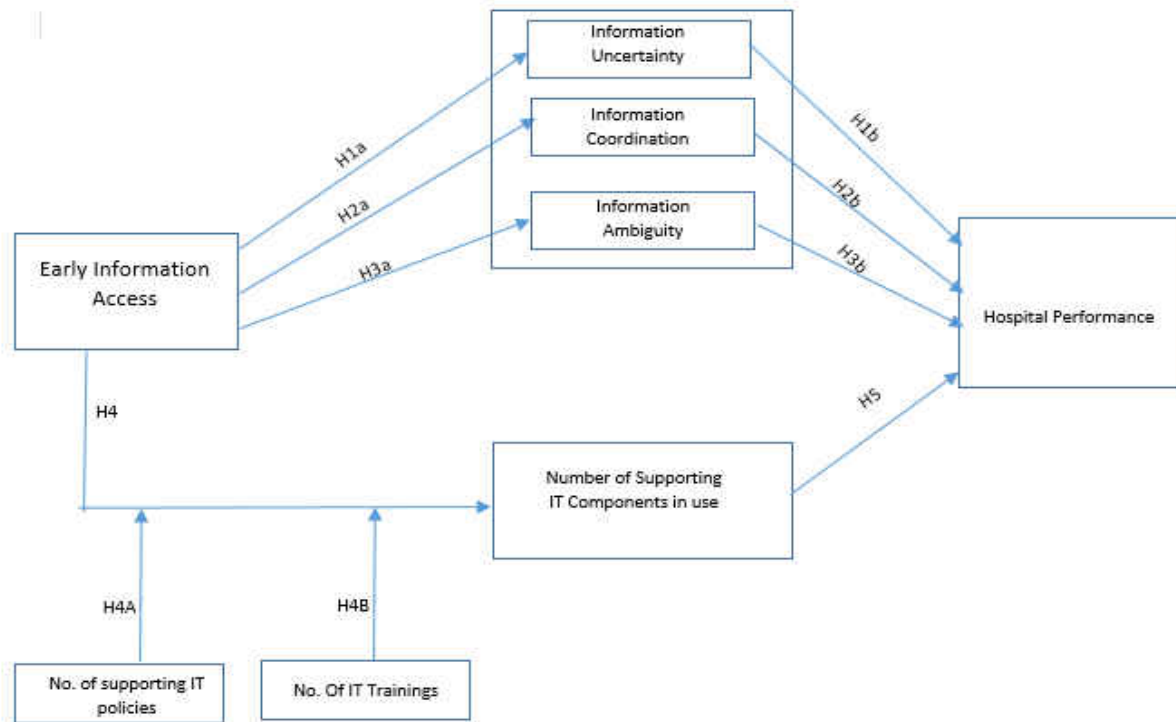 Information
Uncertainty
Information
Coordination
Information
Ambiguity
H1a
H2a
H3a
H1b
H2b
H3b
Early Information
Access
Hospital Performance
H4
H5
Number of Supporting
IT Components in use
H4A
H4B
No. of supporting IT
policies
No. Of IT Trainings